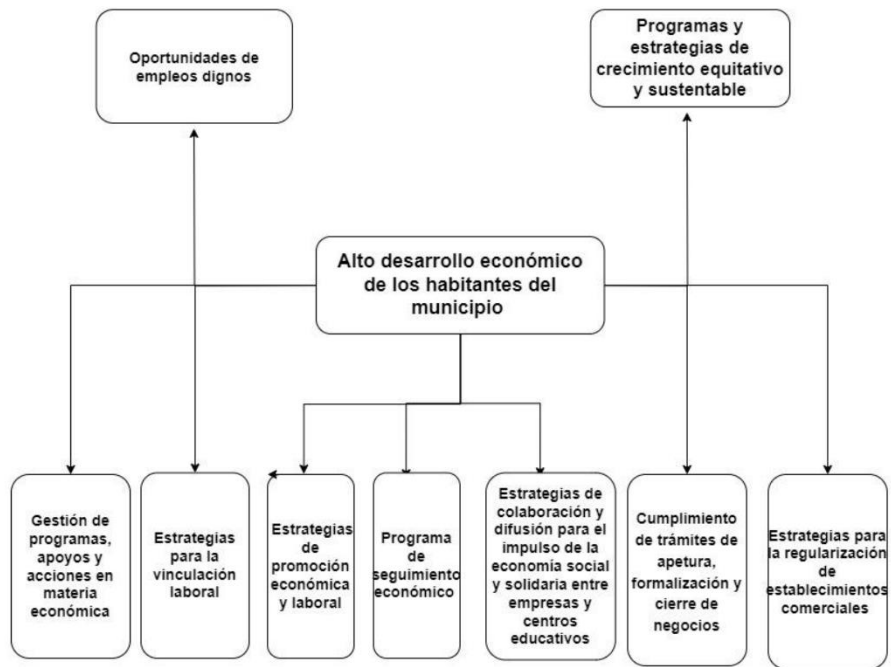 Oportunidades de
empleos dignos
Programas y
estrategias de
crecimiento equitativo
y sustentable
Alto desarrollo económico
de los habitantes del
municipio
Gestión de
programas,
apoyos y
acciones en
materia
económica
Estrategias
para la
vinculación
laboral
Estrategias
de
promoción
económica
y laboral
Programa
de
seguimiento
económico
Estrategias de
colaboración y
difusión para el
impulso de la
economía social
y solidaria entre
empresas y
centros
educativos
Cumplimiento
de trámites de
apetura,
formalización y
cierre de
negocios
Estrategias para
la regularización
de
establecimientos
comerciales